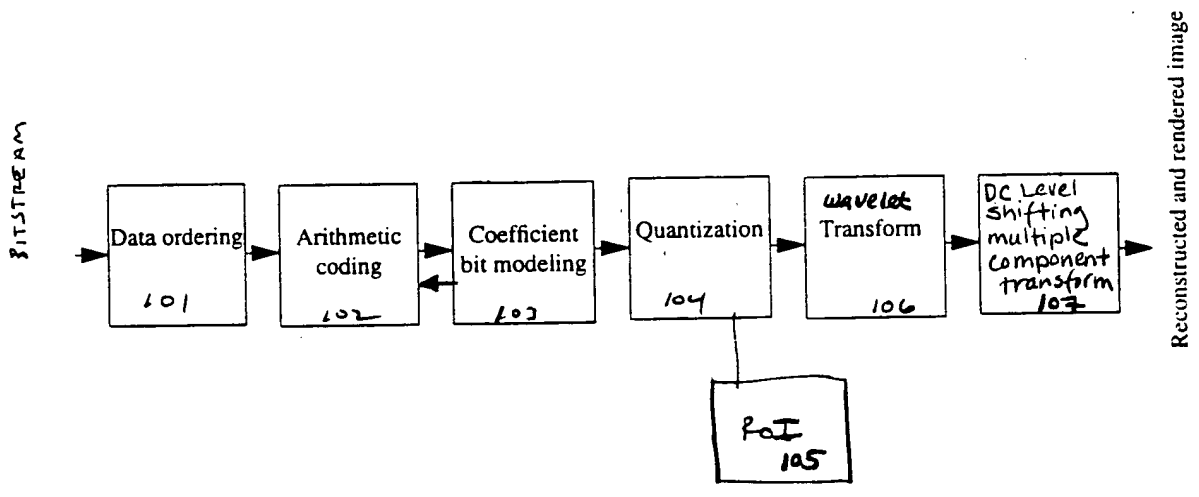 BITSTREAM
Data ordering
101
Arithmetic
coding
102
Coefficient
bit modeling
103
Quantization
104
RoI
105
wavelet
Transform
106
DC Level
shifting
multiple
component
transform
107
Reconstructed and rendered image